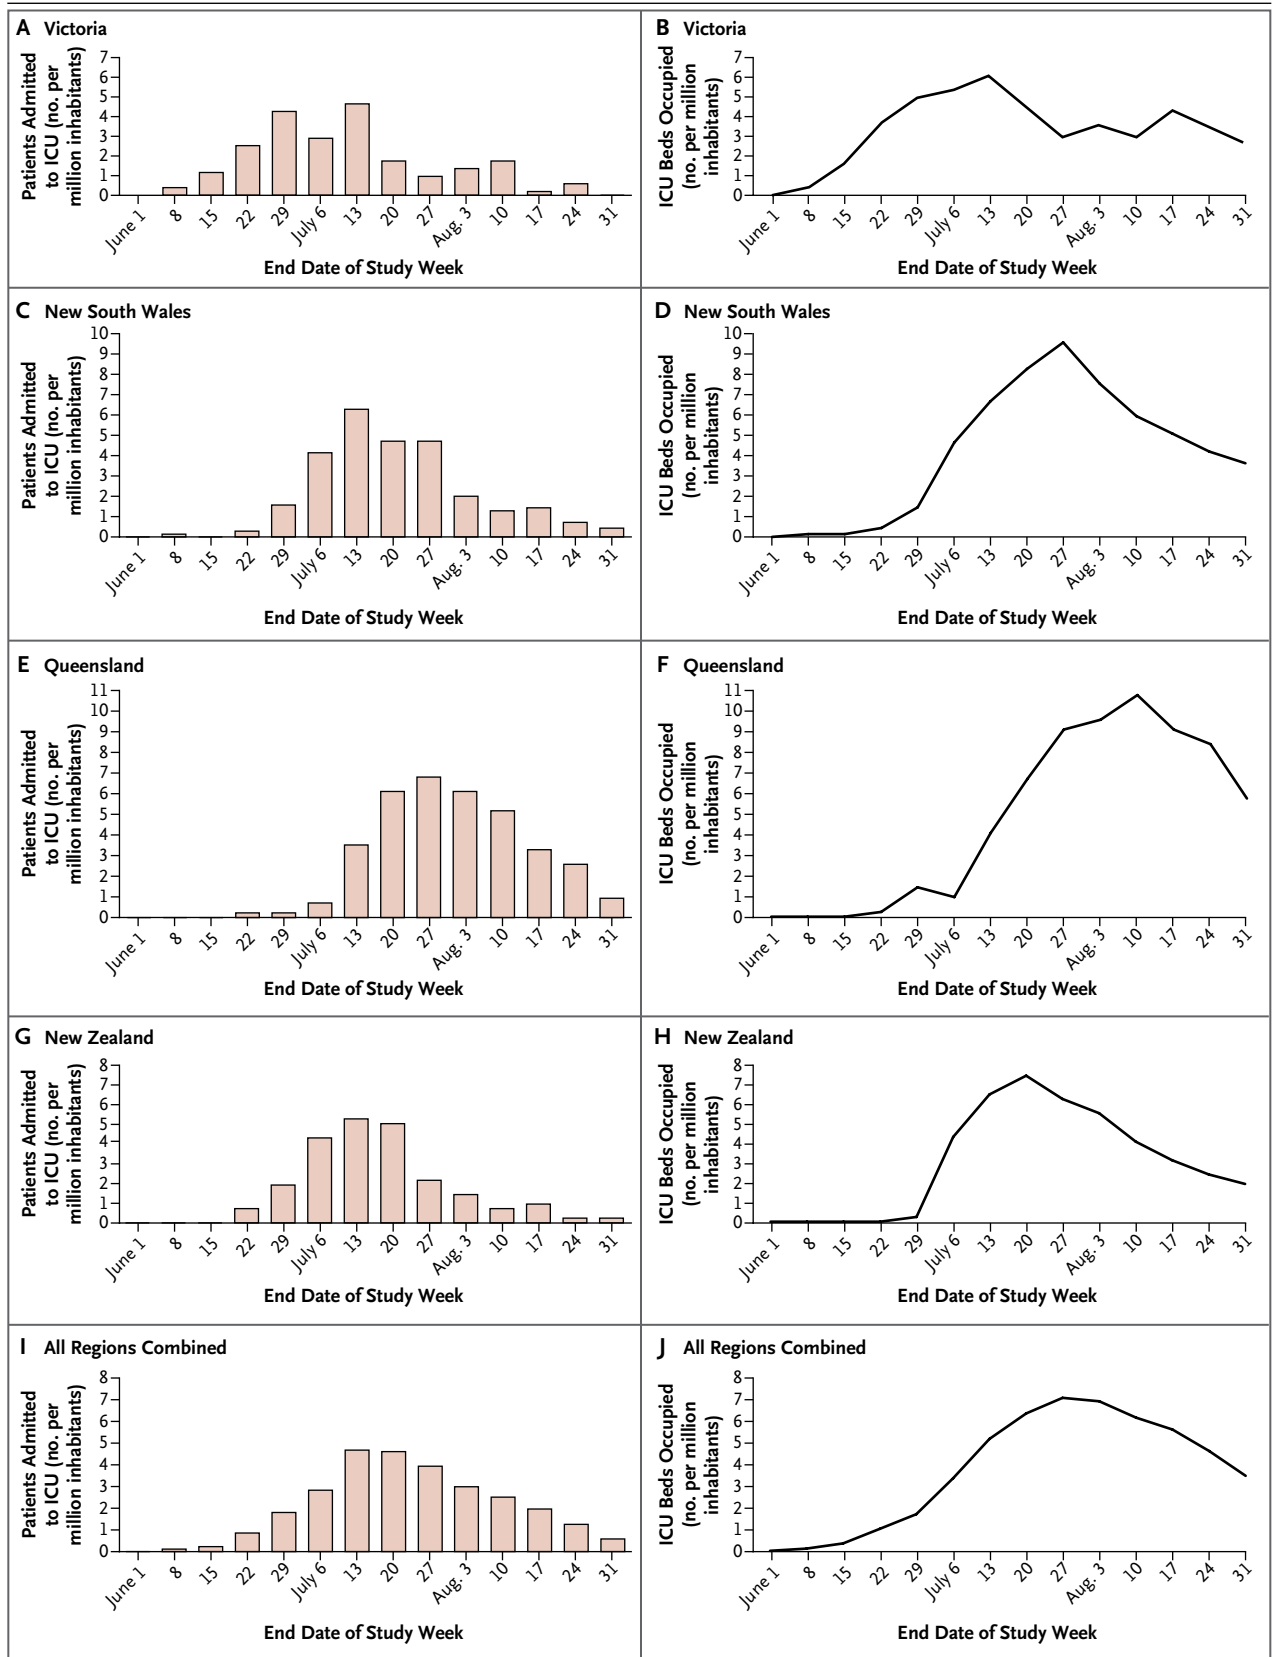 A Victoria
Patients Admitted
to ICU (no. per
million inhabitants)
7
6
5
4
3
2
1
0
June 1
8
15
22
29
July 6
13
20
27
Aug. 3
10
17
24
31
End Date of Study Week
B Victoria
ICU Beds Occupied
(no. per million
inhabitants)
7
6
5
4
3
2
1
0
June 1
8
15
22
29
July 6
13
20
27
Aug. 3
10
17
24
31
End Date of Study Week
C New South Wales
Patients Admitted
to ICU (no. per
million inhabitants)
10
9
8
7
6
5
4
3
2
1
0
June 1
8
15
22
29
July 6
13
20
27
Aug. 3
10
17
24
31
End Date of Study Week
D New South Wales
ICU Beds Occupied
(no. per million
inhabitants)
10
9
8
7
6
5
4
3
2
1
0
June 1
8
15
22
29
July 6
13
20
27
Aug. 3
10
17
24
31
End Date of Study Week
E Queensland
Patients Admitted
to ICU (no. per
million inhabitants)
11
10
9
8
7
6
5
4
3
2
1
0
June 1
8
15
22
29
July 6
13
20
27
Aug. 3
10
17
24
31
End Date of Study Week
F Queensland
ICU Beds Occupied
(no. per million
inhabitants)
11
10
9
8
7
6
5
4
3
2
1
0
June 1
8
15
22
29
July 6
13
20
27
Aug. 3
10
17
24
31
End Date of Study Week
G New Zealand
Patients Admitted
to ICU (no. per
million inhabitants)
8
7
6
5
4
3
2
1
0
June 1
8
15
22
29
July 6
13
20
27
Aug. 3
10
17
24
31
End Date of Study Week
H New Zealand
ICU Beds Occupied
(no. per million
inhabitants)
8
7
6
5
4
3
2
1
0
June 1
8
15
22
29
July 6
13
20
27
Aug. 3
10
17
24
31
End Date of Study Week
I All Regions Combined
Patients Admitted
to ICU (no. per
million inhabitants)
8
7
6
5
4
3
2
1
0
June 1
8
15
22
29
July 6
13
20
27
Aug. 3
10
17
24
31
End Date of Study Week
J All Regions Combined
ICU Beds Occupied
(no. per million
inhabitants)
8
7
6
5
4
3
2
1
0
June 1
8
15
22
29
July 6
13
20
27
Aug. 3
10
17
24
31
End Date of Study Week